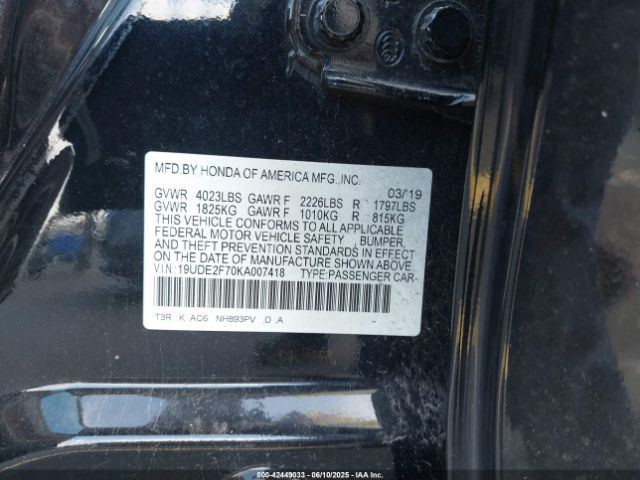 MFD.BY HONDA OF AMERICA MFG.,INC. 03/'19
GVWR 4023LBS GAWR F 2226LBS R 1797LBS
GVWR 1825KG GAWR F 1010KG R 815KG
THIS VEHICLE CONFORMS TO ALL APPLICABLE
FEDERAL MOTOR VEHICLE SAFETY , BUMPER,
AND THEFT PREVENTION STANDARDS IN EFFECT
ON THE DATE OF MANUFACTURE SHOWN ABOVE.
VIN:19UDE2F70KA007418 TYPE:PASSENGER CAR
T3R K AC6 NH893PV .D .A -
000-42449033 --- 06/10/2025 --- IAAI.COM